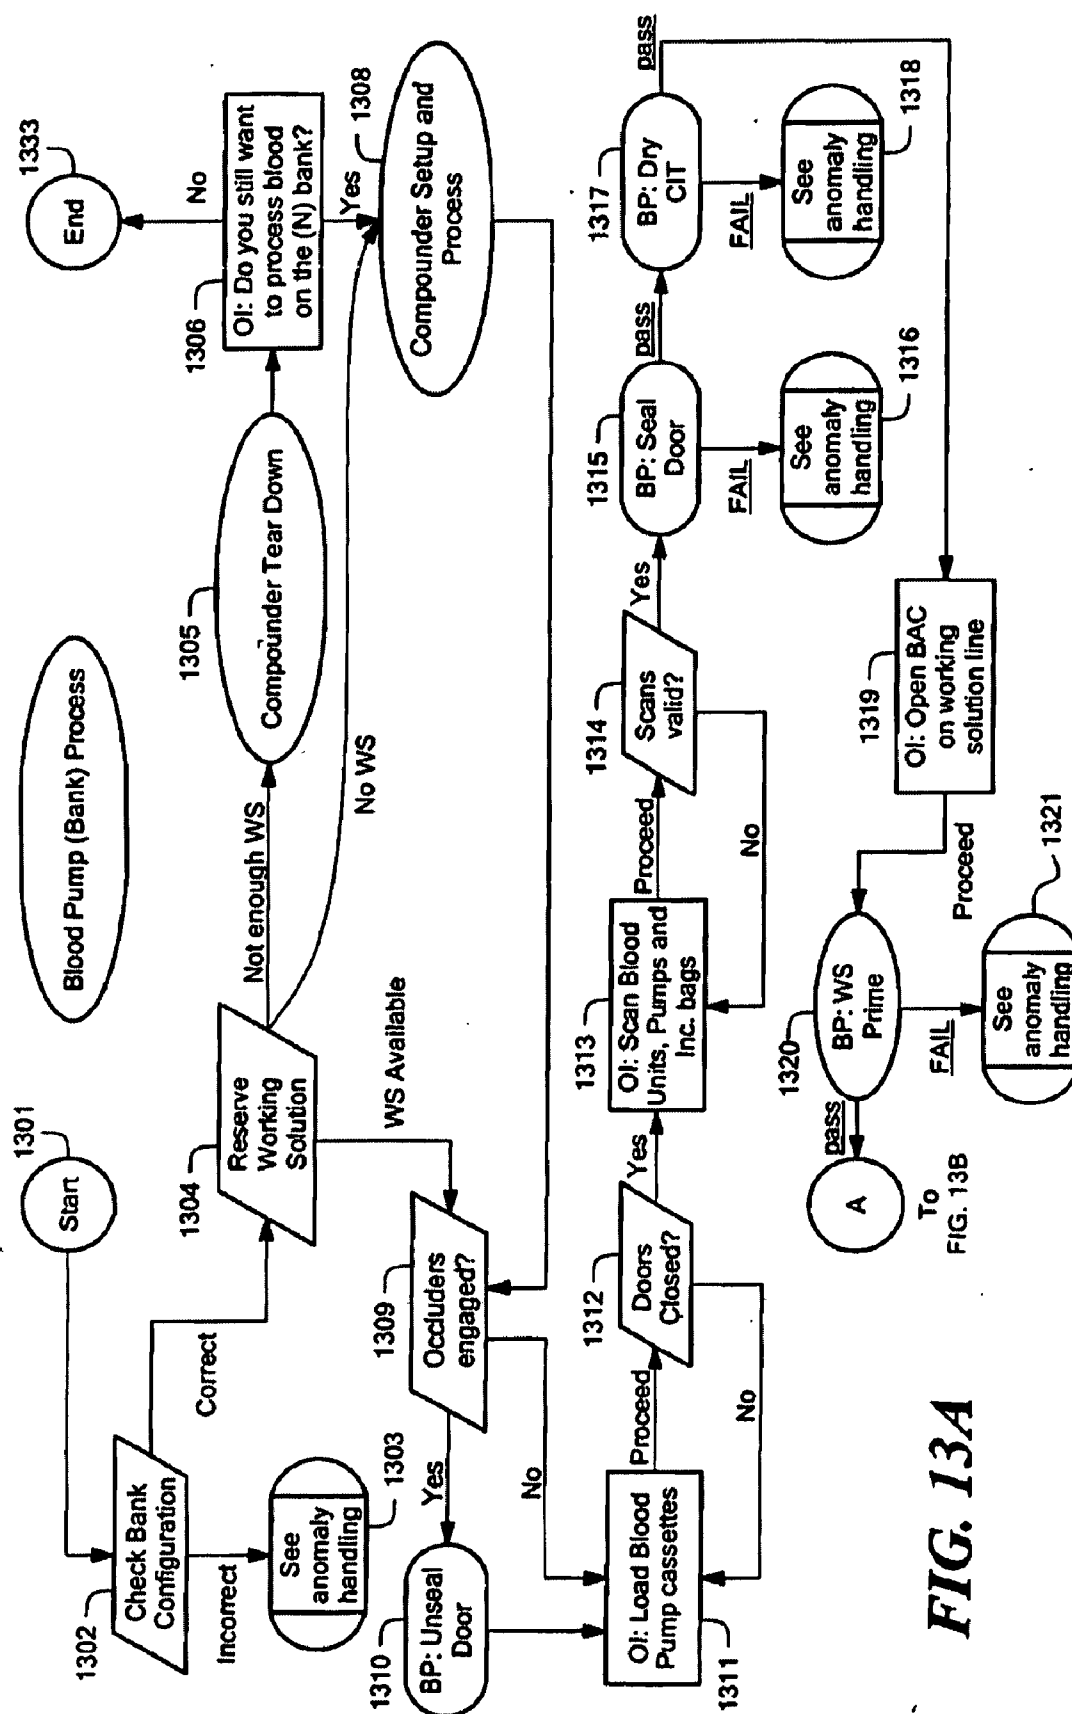 Blood Pump (Bank) Process
1301
Start
1302
Check Bank
Configuration
Incorrect
Correct
1303
See
anomaly
handling
1304
Reserve
Working
Solution
Not enough WS
No WS
WS Available
1305
Compounder Tear Down
1306
OI: Do you still want
to process blood
on the (N) bank?
No
Yes
1333
End
1308
Compounder Setup and
Process
1309
Occluders
engaged?
Yes
No
1310
BP: Unseal
Door
1311
OI: Load Blood
Pump cassettes
Proceed
1312
Doors
Closed?
Yes
No
1313
OI: Scan Blood
Units, Pumps and
Inc. bags
Proceed
1314
Scans
valid?
Yes
No
1315
BP: Seal
Door
pass
FAIL
1316
See
anomaly
handling
1317
BP: Dry
CIT
pass
FAIL
1318
See
anomaly
handling
1319
OI: Open BAC
on working
solution line
Proceed
1320
BP: WS
Prime
pass
FAIL
1321
See
anomaly
handling
A
To
FIG. 13B
FIG. 13A